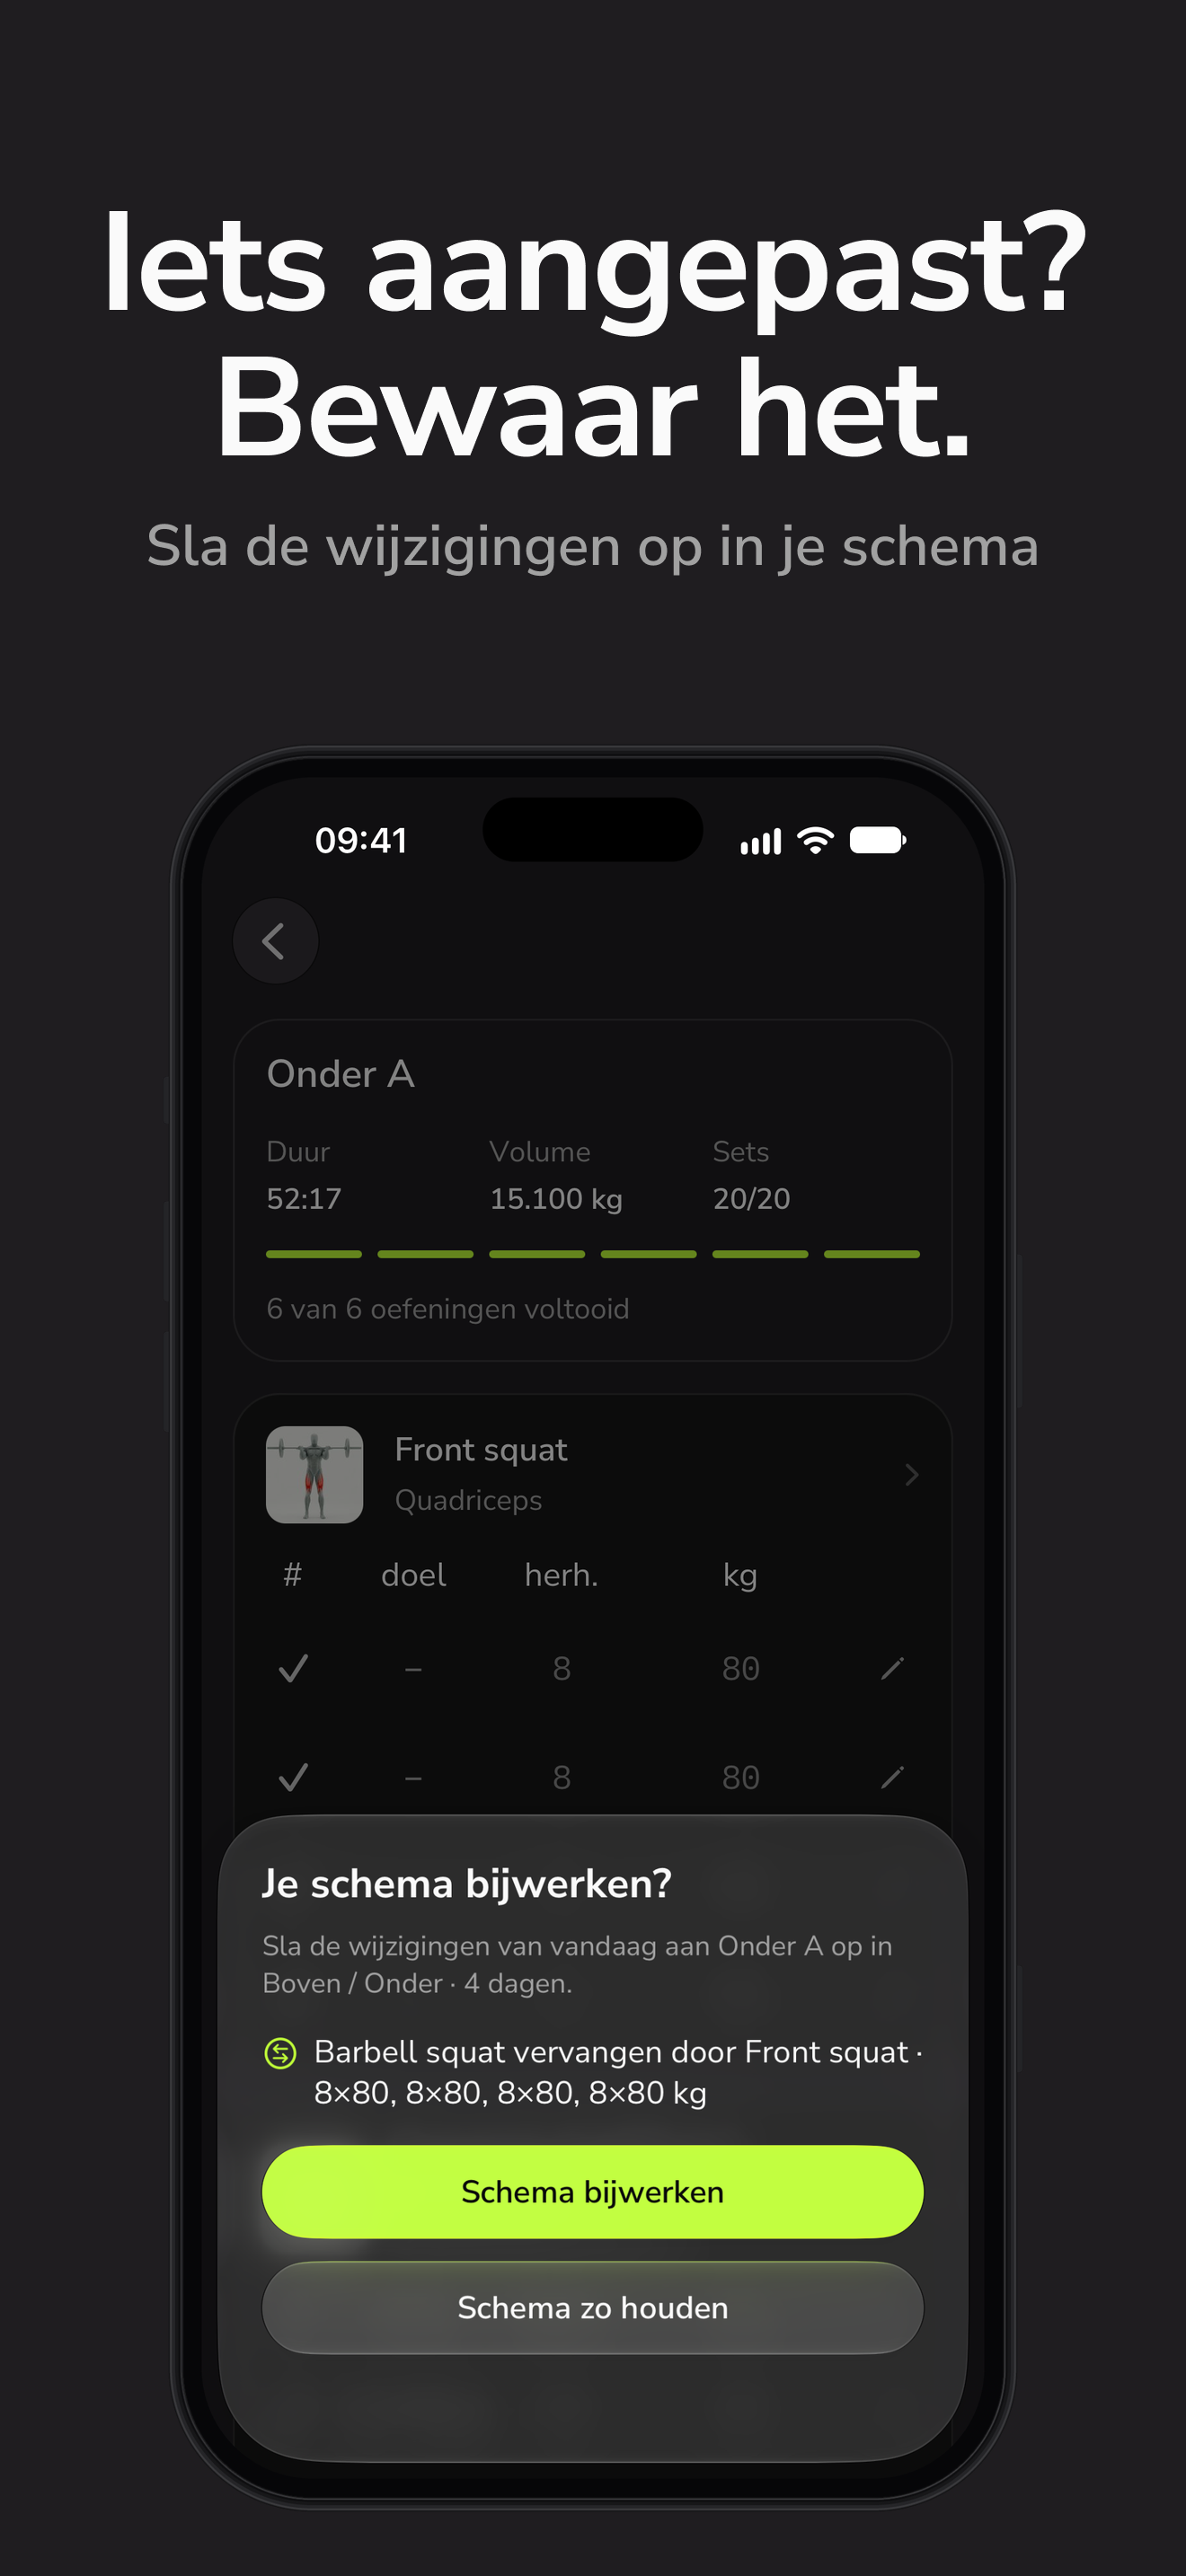 Iets aangepast?
Bewaar het.
Sla de wijzigingen op in je schema
09:41
Onder A
Duur Volume Sets
52:17 15.100 kg 20/20
6 van 6 oefeningen voltooid
Front squat
Quadriceps
# doel herh. kg
– 8 80
– 8 80
Je schema bijwerken?
Sla de wijzigingen van vandaag aan Onder A op in
Boven / Onder · 4 dagen.
Barbell squat vervangen door Front squat ·
8×80, 8×80, 8×80, 8×80 kg
Schema bijwerken
Schema zo houden